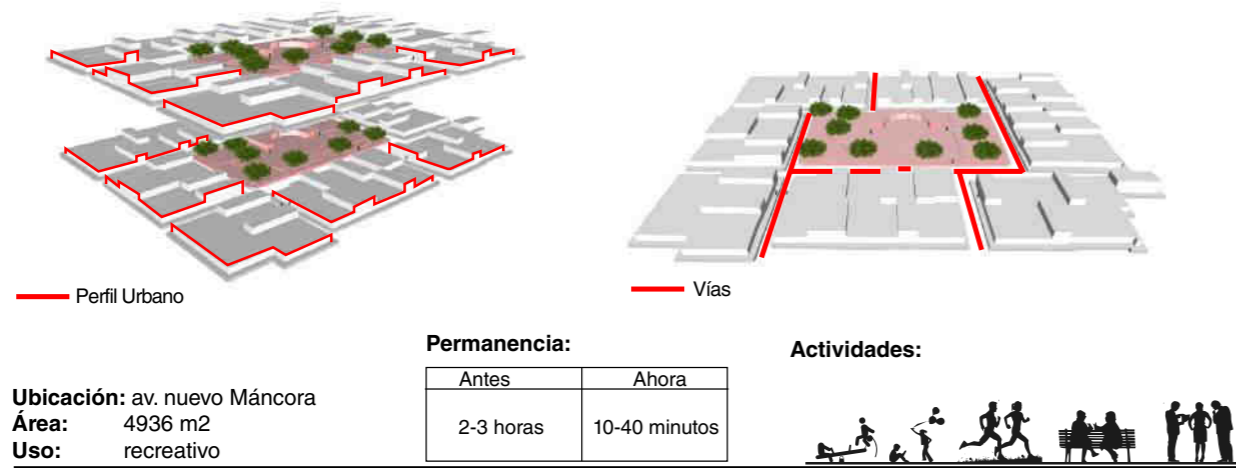 Perfil Urbano
Vías
Permanencia:
Actividades:
Antes Ahora
2-3 horas 10-40 minutos
Ubicación: av. nuevo Máncora
Área: 4936 m2
Uso: recreativo